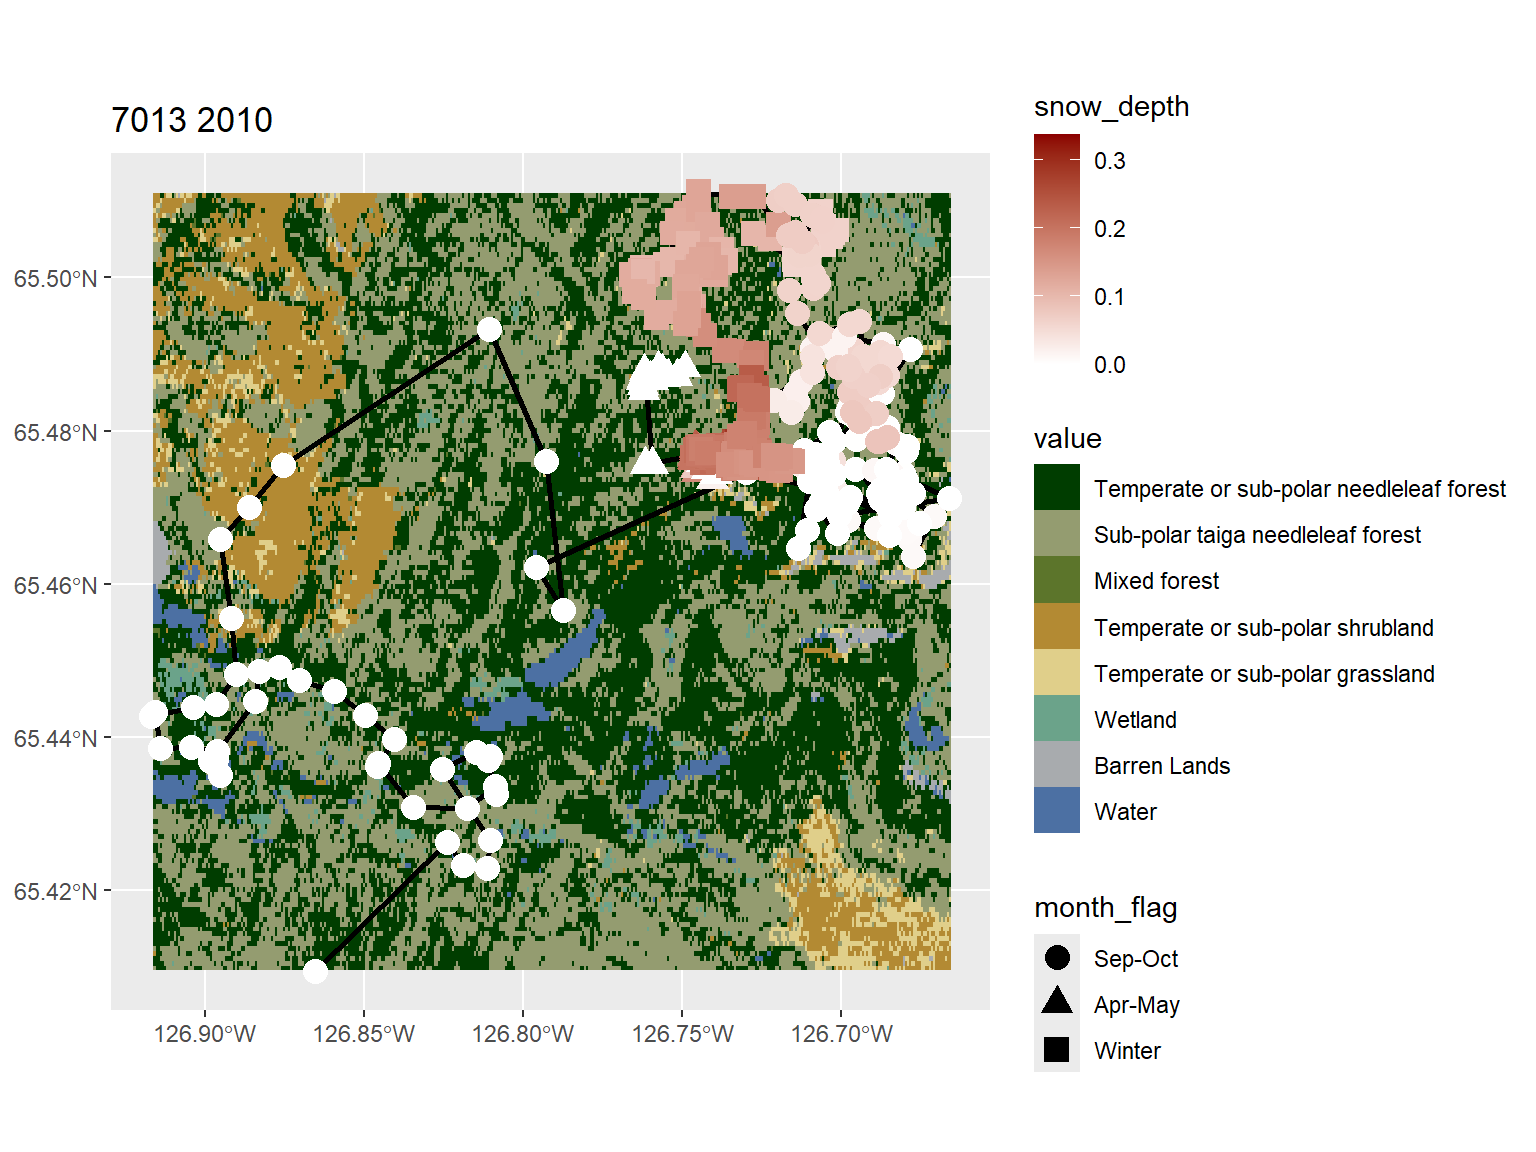 7013 2010
65.50°N
65.48°N
65.46°N
65.44°N
65.42°N
126.90°W
126.85°W
126.80°W
126.75°W
126.70°W
snow_depth
0.3
0.2
0.1
0.0
value
Temperate or sub-polar needleleaf forest
Sub-polar taiga needleleaf forest
Mixed forest
Temperate or sub-polar shrubland
Temperate or sub-polar grassland
Wetland
Barren Lands
Water
month_flag
Sep-Oct
Apr-May
Winter